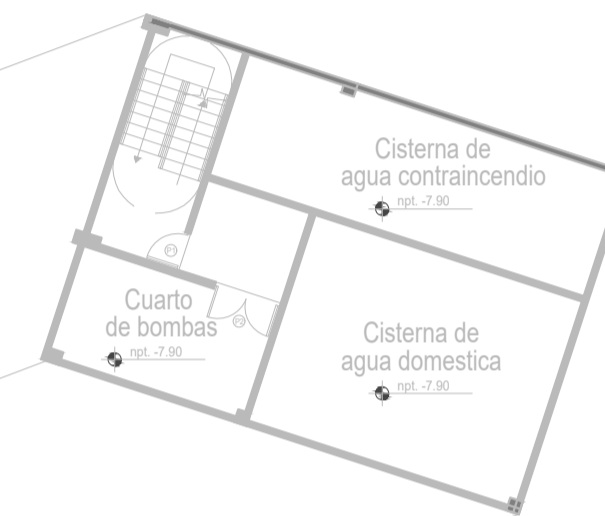 N
Cisterna de
agua contraincendio
npt. -7.90
P1
Cuarto
de bombas
npt. -7.90
P2
Cisterna de
agua domestica
npt. -7.90